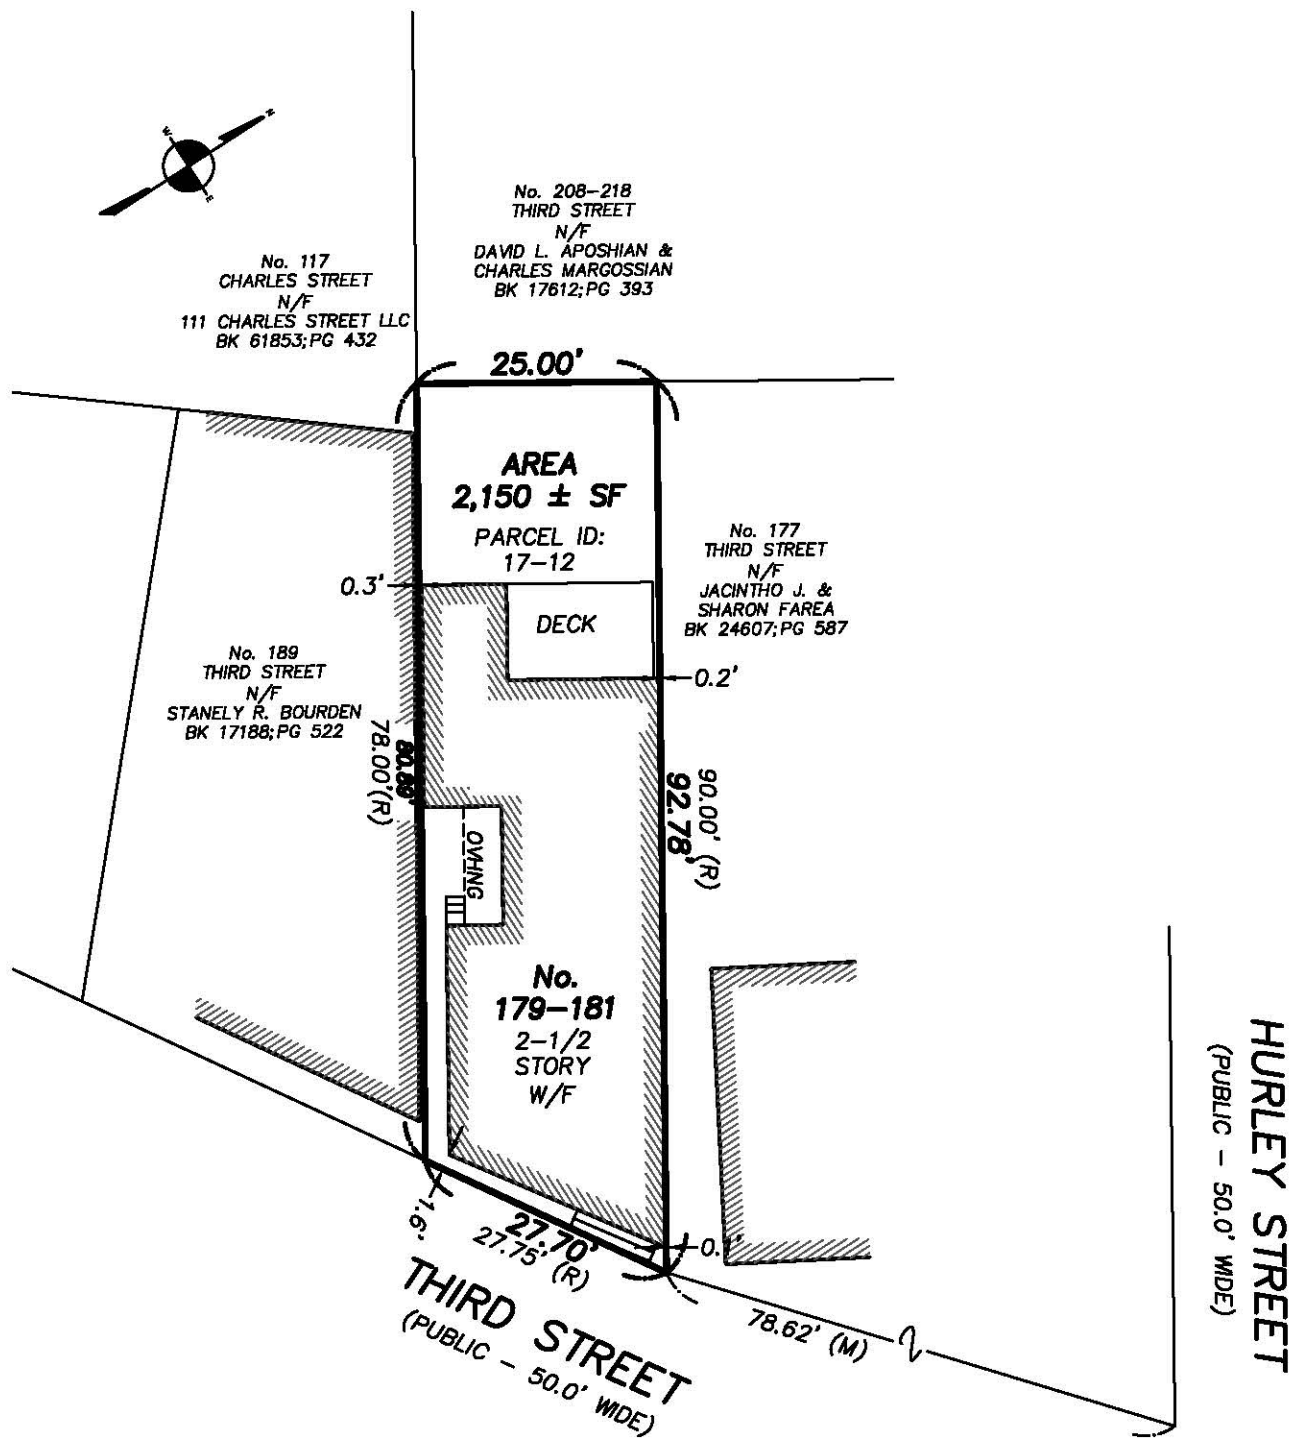 N
W
E
S
No. 208-218
THIRD STREET
N/F
DAVID L. APOSHIAN &
CHARLES MARGOSSIAN
BK 17612;PG 393
No. 117
CHARLES STREET
N/F
111 CHARLES STREET LLC
BK 61853;PG 432
25.00'
AREA
2,150 ± SF
PARCEL ID:
17-12
No. 177
THIRD STREET
N/F
JACINTHO J. &
SHARON FAREA
BK 24607;PG 587
0.3'
DECK
0.2'
No. 189
THIRD STREET
N/F
STANELY R. BOURDEN
BK 17188;PG 522
80.89'
78.00'(R)
90.00' (R)
92.78'
OVHNG
No.
179-181
2-1/2
STORY
W/F
1.6'
27.70'
27.75' (R)
0.1'
THIRD STREET
(PUBLIC - 50.0' WIDE)
78.62' (M)
HURLEY STREET
(PUBLIC - 50.0' WIDE)